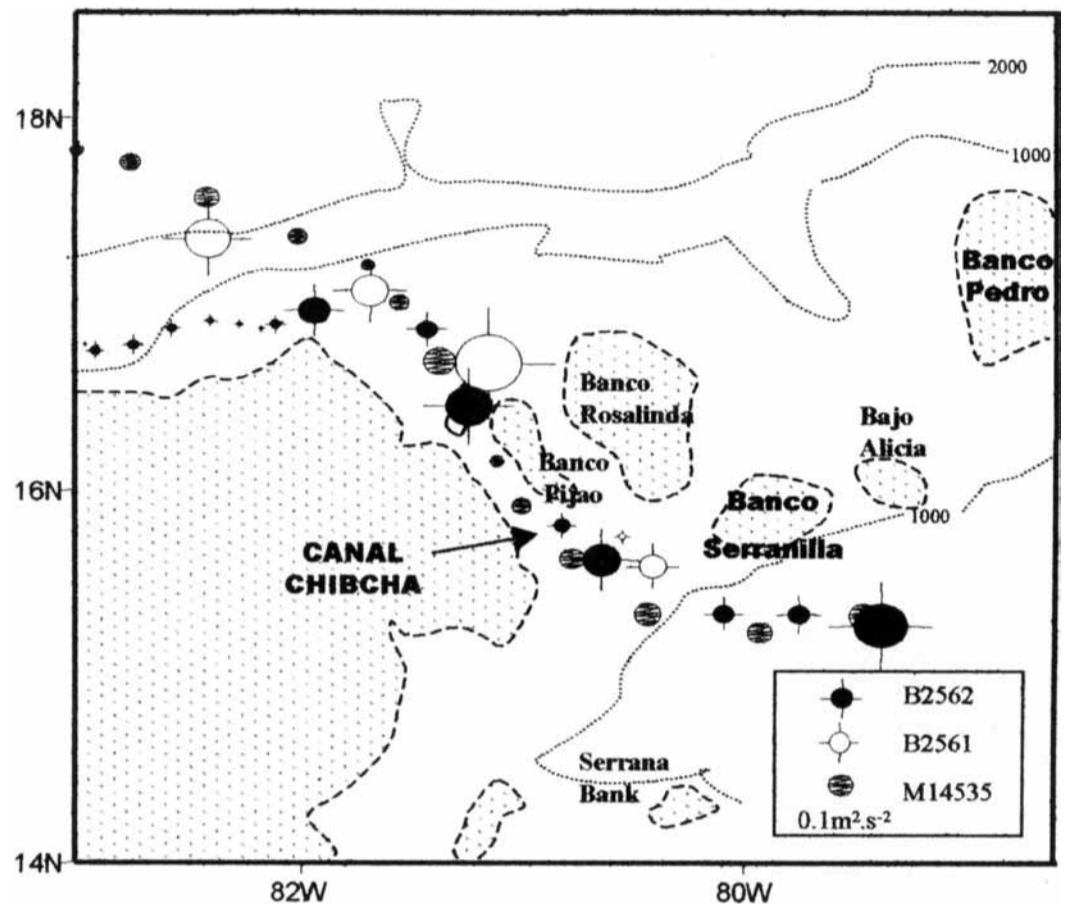 2000
18N
1000
Banco
Pedro
Banco
Rosalinda
Bajo
Alicia
Banco
Pijao
16N
Banco
Serranilla
1000
CANAL
CHIBCHA
B2562
B2561
M14535
0.1m².s⁻²
Serrana
Bank
14N
82W
80W